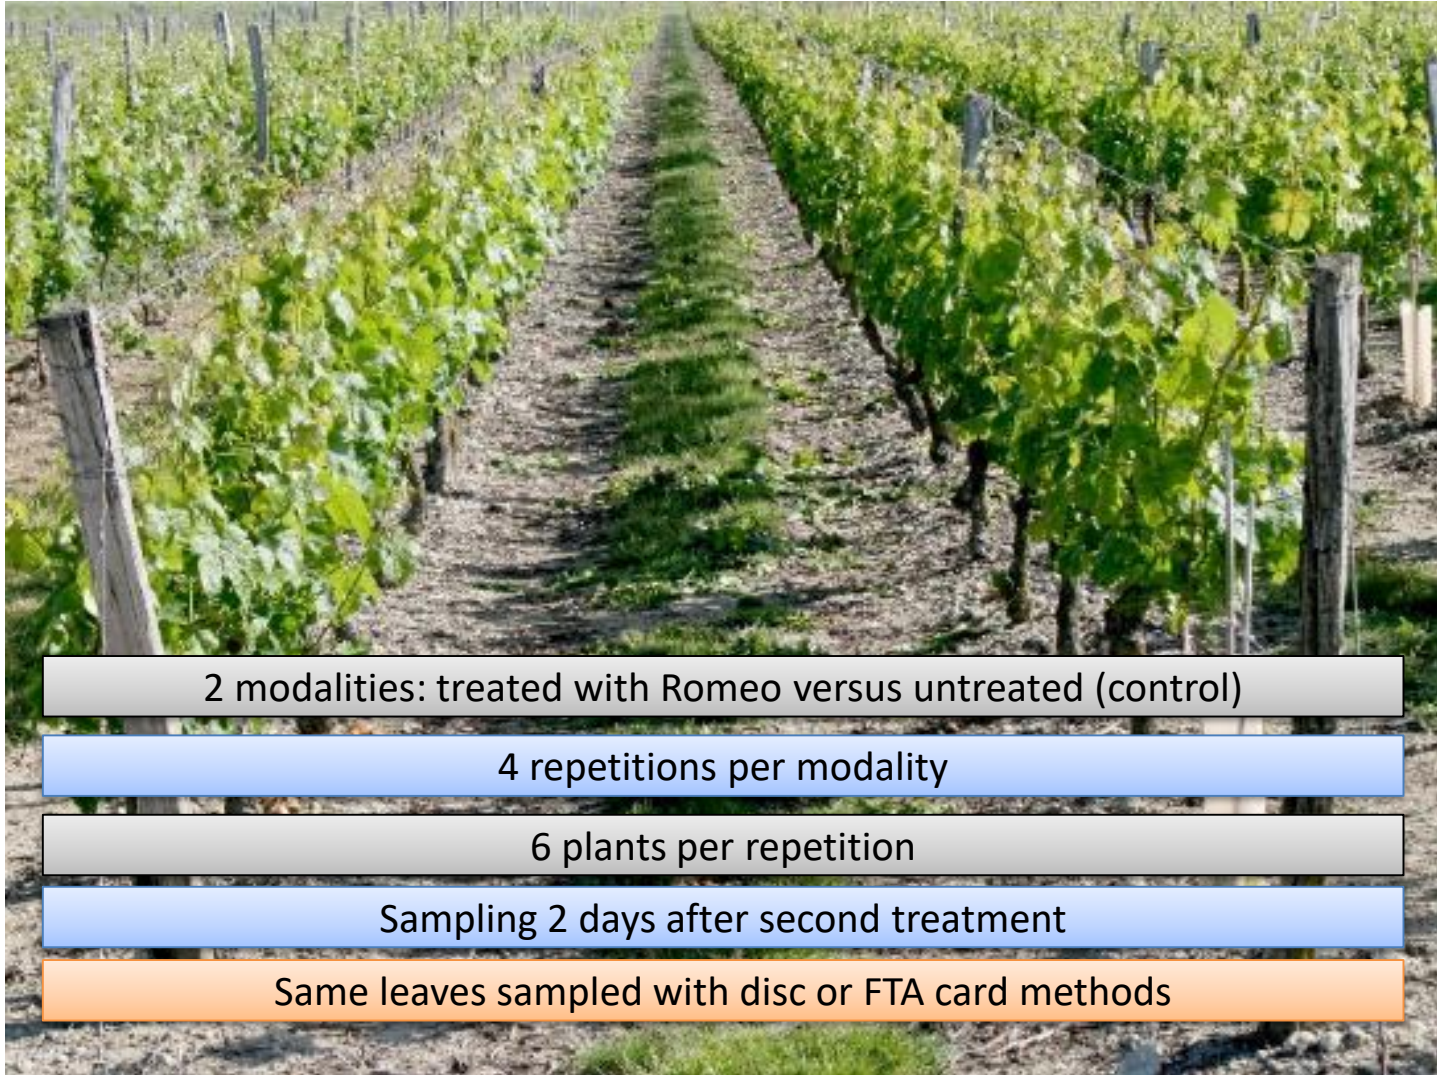 2 modalities: treated with Romeo versus untreated (control)
4 repetitions per modality
6 plants per repetition
Sampling 2 days after second treatment
Same leaves sampled with disc or FTA card methods